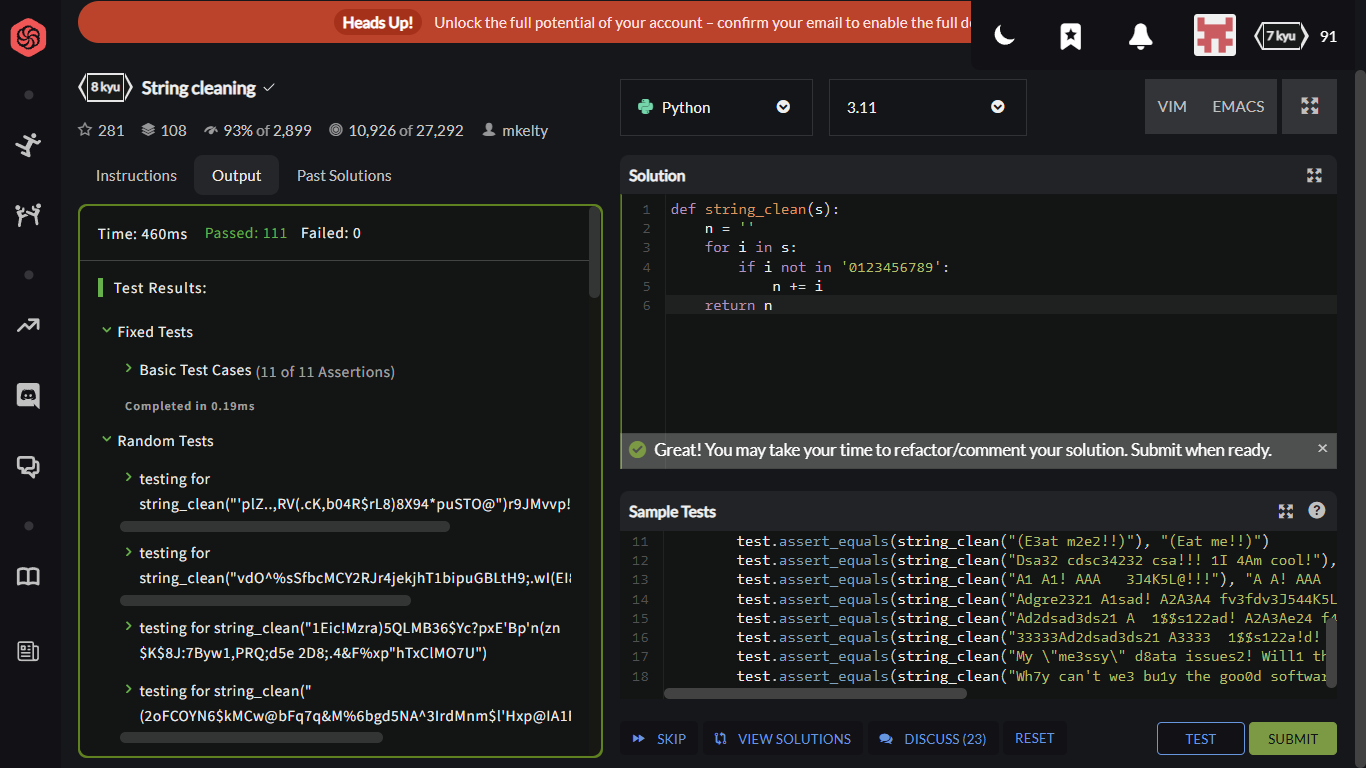 Heads Up! Unlock the full potential of your account – confirm your email to enable the full de
7 kyu 91
8 kyu String cleaning
281 108 93% of 2,899 10,926 of 27,292 mkelty
Python 3.11 VIM EMACS
Instructions Output Past Solutions
Time: 460ms Passed: 111 Failed: 0
Test Results:
Fixed Tests
Basic Test Cases (11 of 11 Assertions)
Completed in 0.19ms
Random Tests
testing for
string_clean("'plZ..,RV(.cK,b04R$rL8)8X94*puSTO@")r9JMvvp!
testing for
string_clean("vdO^%sSfbcMCY2RJr4jekjhT1bipuGBLtH9;.wl(EI8
testing for string_clean("1Eic!Mzra)5QLMB36$Yc?pxE'Bp'n(zn
$K$8J:7Byw1,PRQ;d5e 2D8;.4&F%xp"hTxClMO7U")
testing for string_clean("
(2oFCOYN6$kMCw@bFq7q&M%6bgd5NA^3IrdMnm$l'Hxp@IA1I
Solution
1 def string_clean(s):
2 n = ''
3 for i in s:
4 if i not in '0123456789':
5 n += i
6 return n
Great! You may take your time to refactor/comment your solution. Submit when ready.
Sample Tests
11 test.assert_equals(string_clean("(E3at m2e2!!)"), "(Eat me!!)")
12 test.assert_equals(string_clean("Dsa32 cdsc34232 csa!!! 1I 4Am cool!"),
13 test.assert_equals(string_clean("A1 A1! AAA   3J4K5L@!!!"), "A A! AAA
14 test.assert_equals(string_clean("Adgre2321 A1sad! A2A3A4 fv3fdv3J544K5L
15 test.assert_equals(string_clean("Ad2dsad3ds21 A  1$$s122ad! A2A3Ae24 f4
16 test.assert_equals(string_clean("33333Ad2dsad3ds21 A3333  1$$s122a!d!
17 test.assert_equals(string_clean("My \"me3ssy\" d8ata issues2! Will1 th
18 test.assert_equals(string_clean("Wh7y can't we3 bu1y the goo0d softwar
SKIP VIEW SOLUTIONS DISCUSS (23) RESET TEST SUBMIT